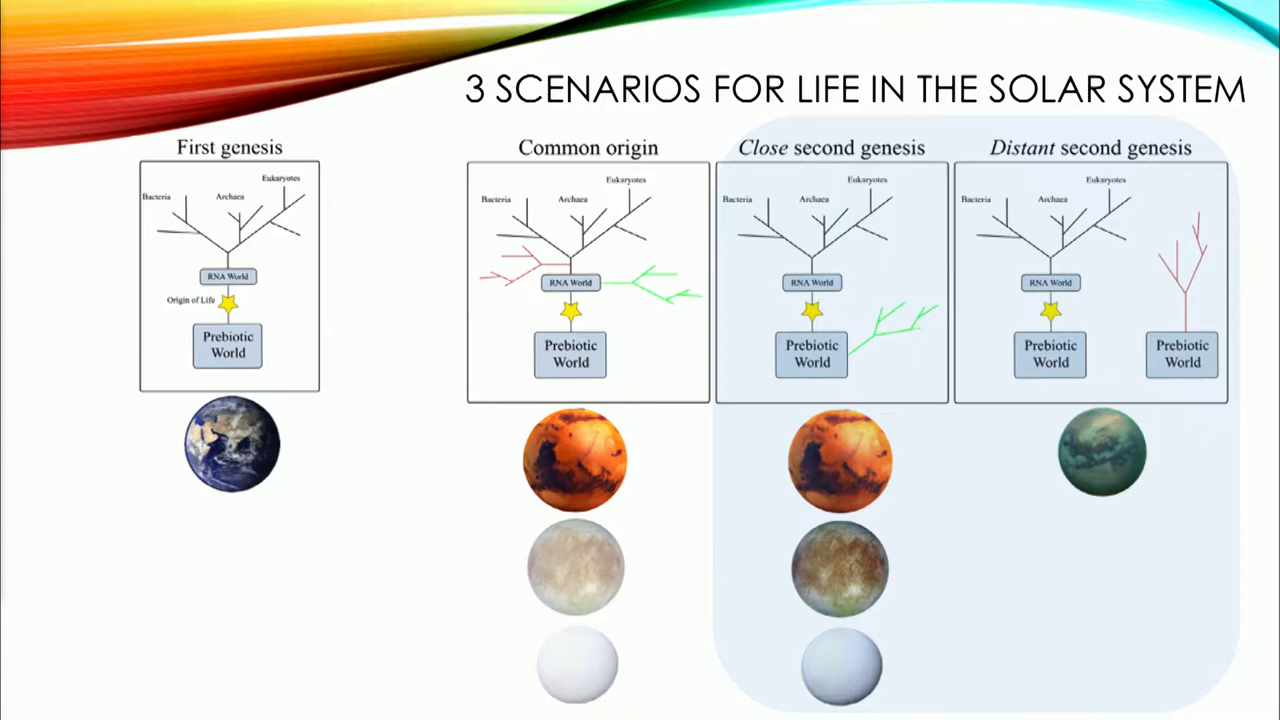 3 SCENARIOS FOR LIFE IN THE SOLAR SYSTEM
First genesis
Eukaryotes
Bacteria
Archaea
RNA World
Origin of Life
Prebiotic
World
Common origin
Eukaryotes
Bacteria
Archaea
RNA World
Prebiotic
World
Close second genesis
Eukaryotes
Bacteria
Archaea
RNA World
Prebiotic
World
Distant second genesis
Eukaryotes
Bacteria
Archaea
RNA World
Prebiotic
World
Prebiotic
World